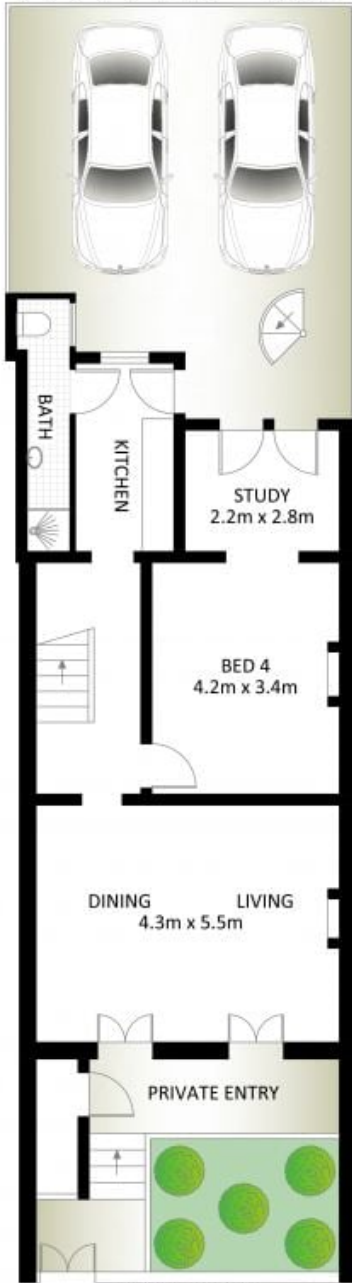 BATH
KITCHEN
STUDY
2.2m x 2.8m
BED 4
4.2m x 3.4m
DINING
LIVING
4.3m x 5.5m
PRIVATE ENTRY